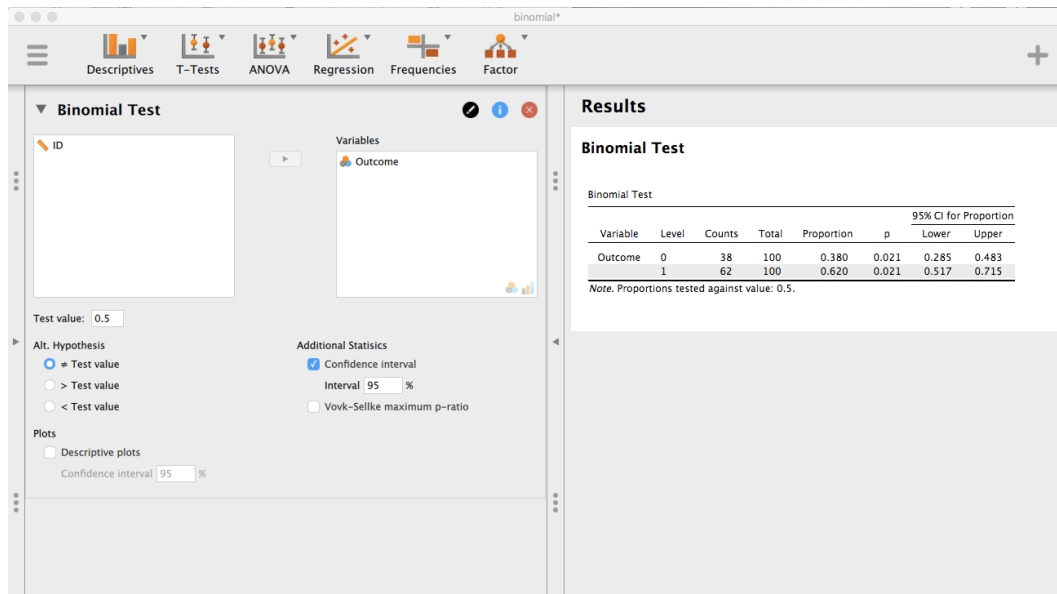 binomial*
Descriptives T-Tests ANOVA Regression Frequencies Factor
Binomial Test
ID
Variables
Outcome
Test value: 0.5
Alt. Hypothesis
≠ Test value
> Test value
< Test value
Additional Statisics
Confidence interval
Interval 95 %
Vovk-Sellke maximum p-ratio
Plots
Descriptive plots
Confidence interval 95 %
Results
Binomial Test
Binomial Test
95% CI for Proportion
Variable Level Counts Total Proportion p Lower Upper
Outcome 0 38 100 0.380 0.021 0.285 0.483
1 62 100 0.620 0.021 0.517 0.715
Note. Proportions tested against value: 0.5.